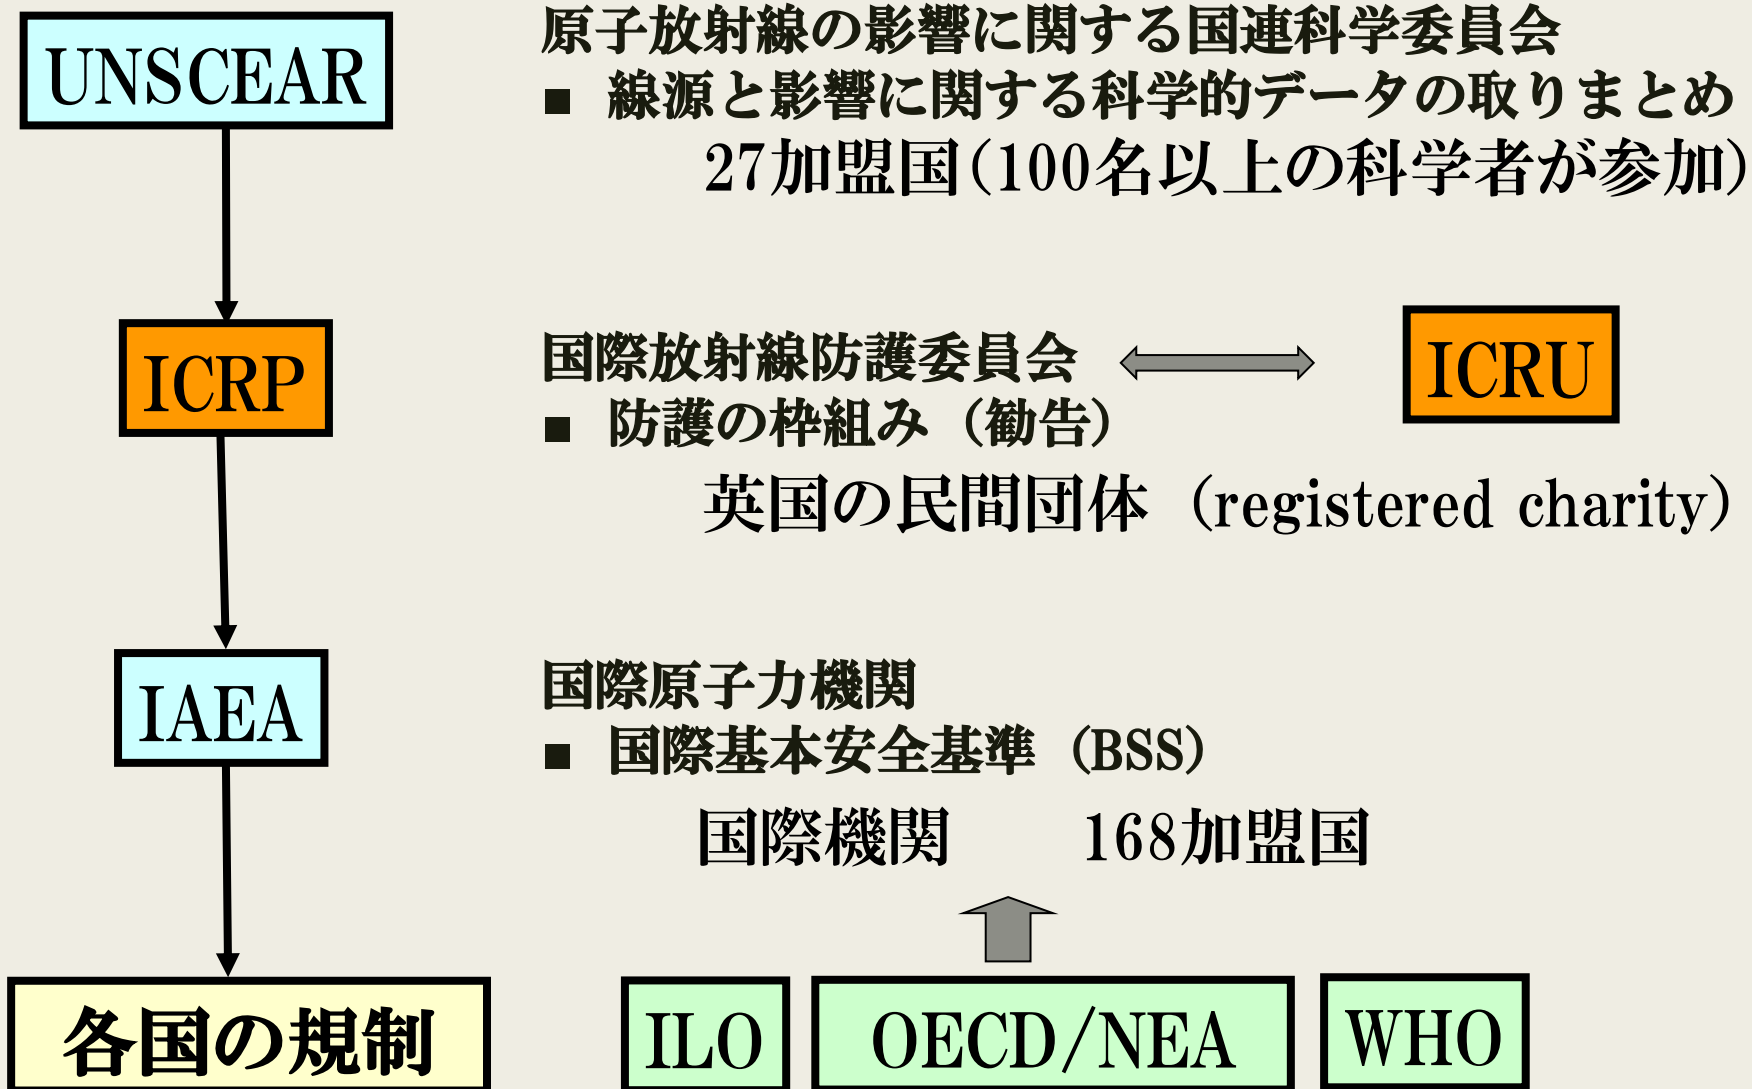 UNSCEAR
原子放射線の影響に関する国連科学委員会
■ 線源と影響に関する科学的データの取りまとめ
27加盟国(100名以上の科学者が参加)
ICRP
国際放射線防護委員会
ICRU
■ 防護の枠組み（勧告）
英国の民間団体（registered charity）
IAEA
国際原子力機関
■ 国際基本安全基準（BSS）
国際機関　　168加盟国
各国の規制
ILO
OECD/NEA
WHO